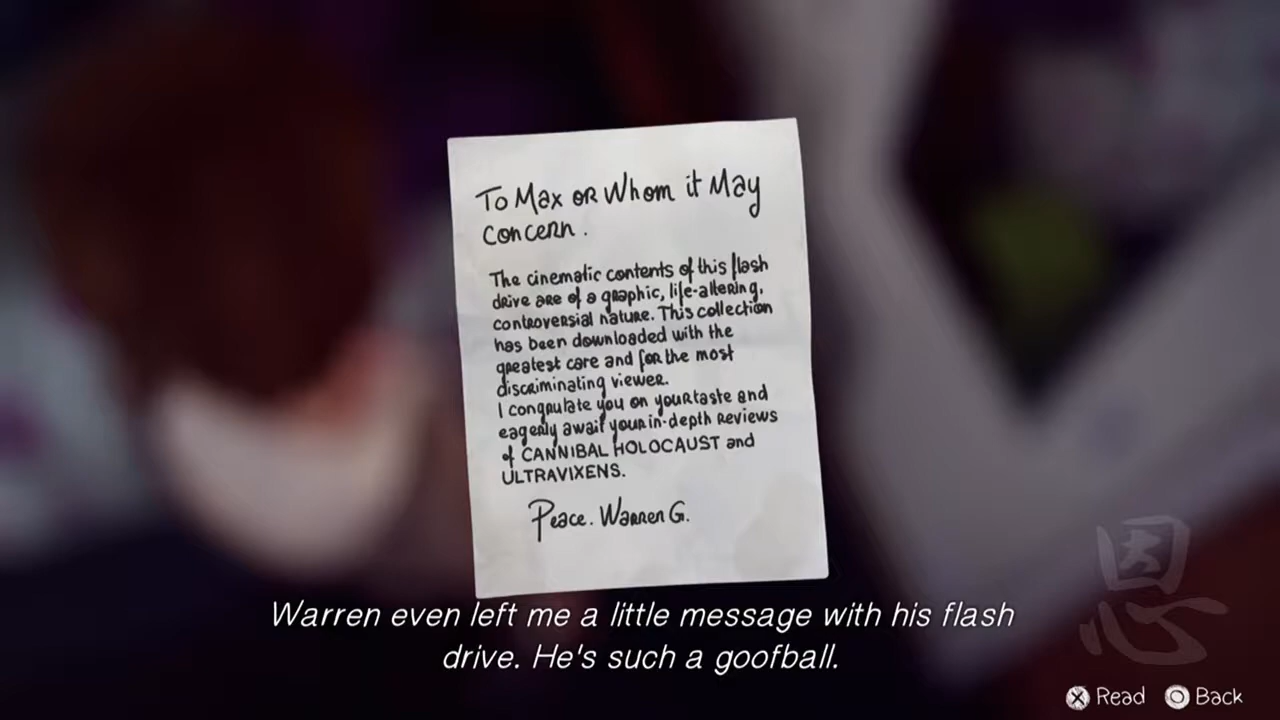 To Max or Whom it May
Concern.
The cinematic contents of this flash
drive are of a graphic, life-altering,
controversial nature. This collection
has been downloaded with the
greatest care and for the most
discriminating viewer.
I congraulate you on your taste and
eagerly await your in-depth reviews
of CANNIBAL HOLOCAUST and
ULTRAVIXENS.
Peace. Warren G.
Warren even left me a little message with his flash
drive. He's such a goofball.
恩
Read Back